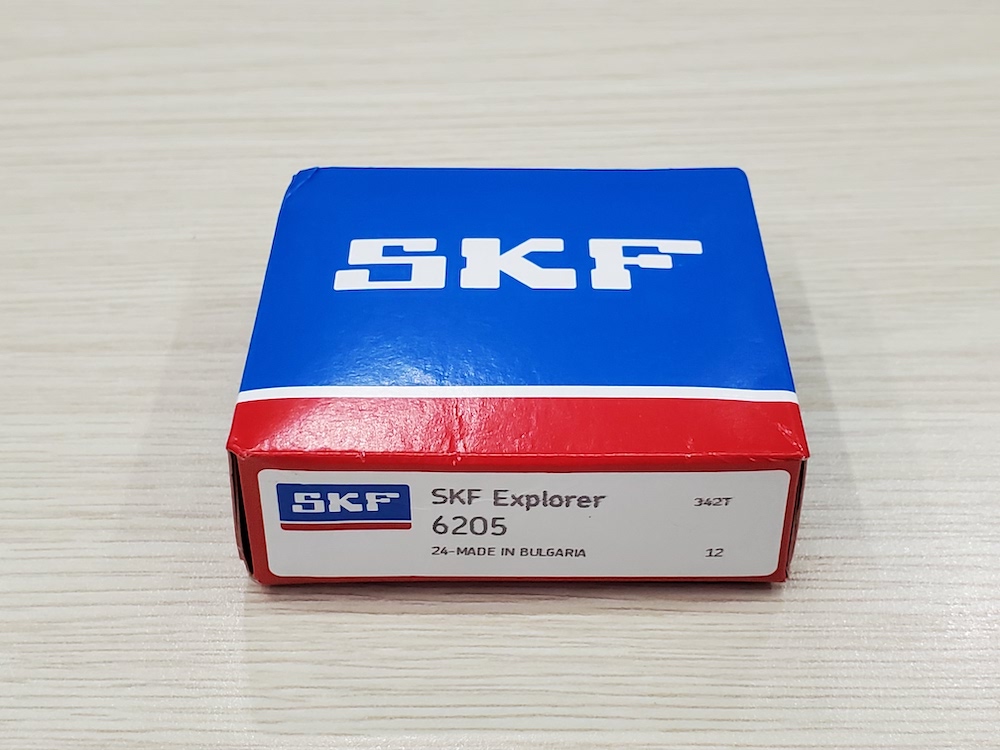 SKF
SKF
SKF Explorer
342T
6205
24-MADE IN BULGARIA
12